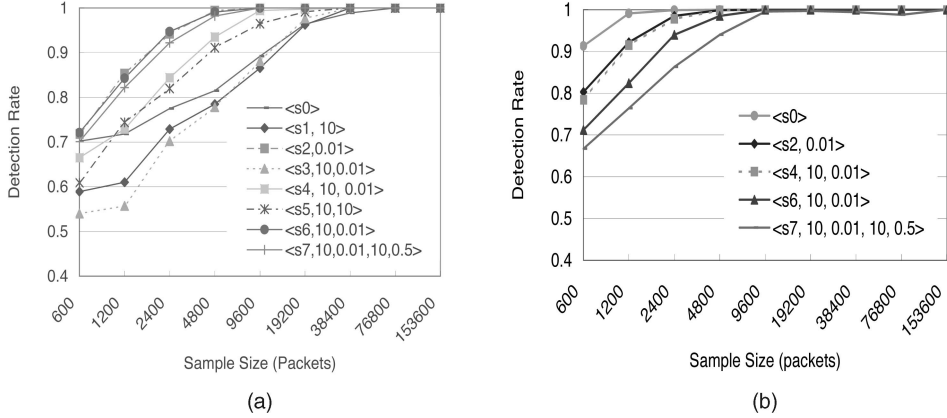 Detection Rate
1
0.9
0.8
0.7
0.6
0.5
0.4
<s0>
<s1, 10>
<s2,0.01>
<s3,10,0.01>
<s4, 10, 0.01>
<s5,10,10>
<s6,10,0.01>
<s7,10,0.01,10,0.5>
600
1200
2400
4800
9600
19200
38400
76800
153600
Sample Size (Packets)
(a)
Detection Rate
1
0.9
0.8
0.7
0.6
0.5
0.4
<s0>
<s2, 0.01>
<s4, 10, 0.01>
<s6, 10, 0.01>
<s7, 10, 0.01, 10, 0.5>
600
1200
2400
4800
9600
19200
38400
76800
153600
Sample Size (packets)
(b)